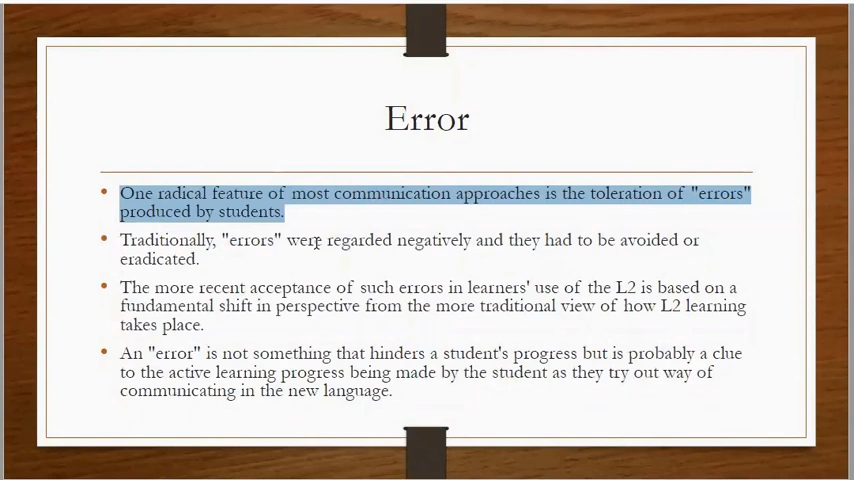 Error
• One radical feature of most communication approaches is the toleration of "errors"
produced by students.
• Traditionally, "errors" were regarded negatively and they had to be avoided or
eradicated.
• The more recent acceptance of such errors in learners' use of the L2 is based on a
fundamental shift in perspective from the more traditional view of how L2 learning
takes place.
• An "error" is not something that hinders a student's progress but is probably a clue
to the active learning progress being made by the student as they try out way of
communicating in the new language.